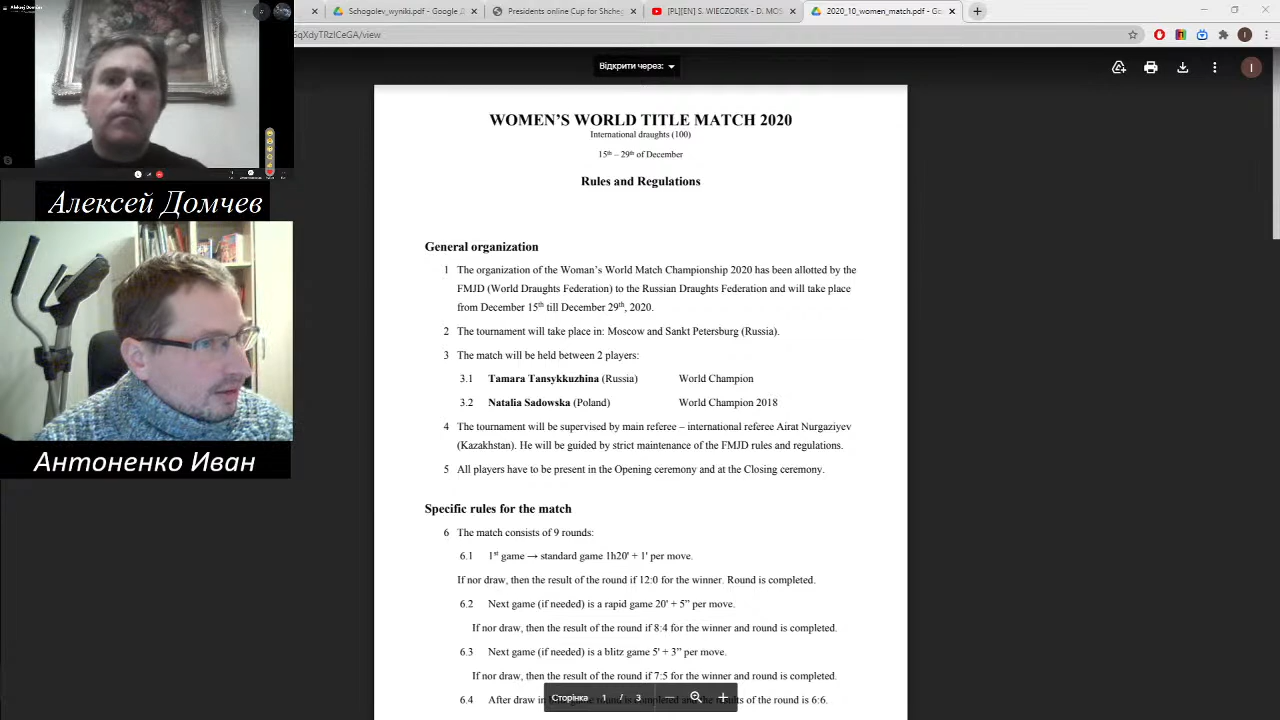 Aleksej Domchev
Schogolev_wyniki.pdf - Google Д
Presidents online Cup for Shcheg
[PL][EN] S. WIECZOREK - D. MOS
2020_10_women_match.pdf - Go
5qXdyTRzICeGA/view
Відкрити через:
I
I
WOMEN’S WORLD TITLE MATCH 2020
International draughts (100)
15th – 29th of December
Rules and Regulations
Алексей Домчев
General organization
1 The organization of the Woman’s World Match Championship 2020 has been allotted by the
FMJD (World Draughts Federation) to the Russian Draughts Federation and will take place
from December 15th till December 29th, 2020.
2 The tournament will take place in: Moscow and Sankt Petersburg (Russia).
3 The match will be held between 2 players:
3.1 Tamara Tansykkuzhina (Russia) World Champion
3.2 Natalia Sadowska (Poland) World Champion 2018
4 The tournament will be supervised by main referee – international referee Airat Nurgaziyev
(Kazakhstan). He will be guided by strict maintenance of the FMJD rules and regulations.
5 All players have to be present in the Opening ceremony and at the Closing ceremony.
Антоненко Иван
Specific rules for the match
6 The match consists of 9 rounds:
6.1 1st game → standard game 1h20' + 1' per move.
If nor draw, then the result of the round if 12:0 for the winner. Round is completed.
6.2 Next game (if needed) is a rapid game 20' + 5” per move.
If nor draw, then the result of the round if 8:4 for the winner and round is completed.
6.3 Next game (if needed) is a blitz game 5' + 3” per move.
If nor draw, then the result of the round if 7:5 for the winner and round is completed.
6.4 After draw in blitz game round is completed and the results of the round is 6:6.
Сторінка 1 / 3